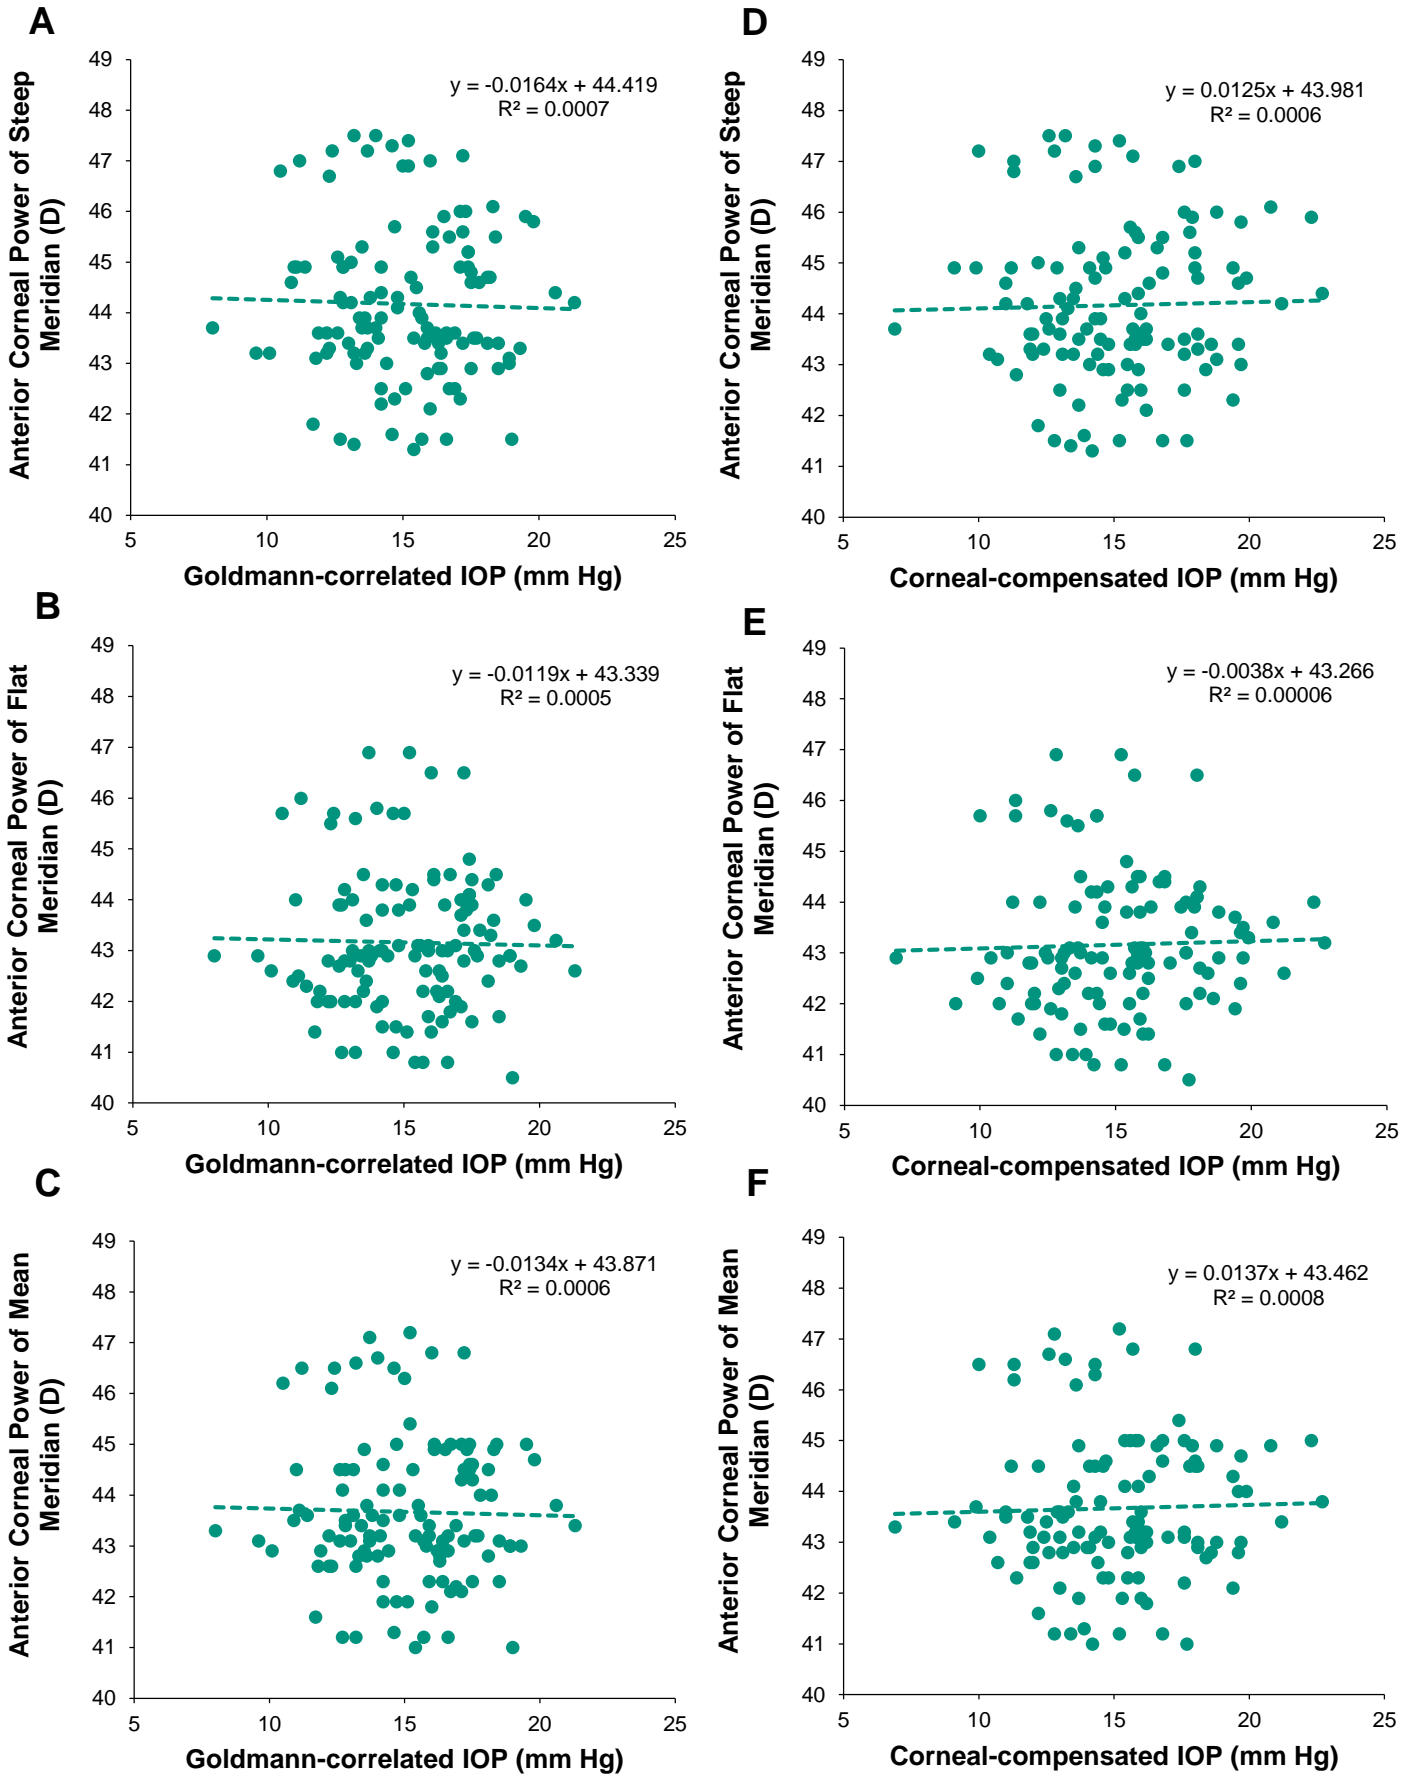 A
Anterior Corneal Power of Steep
Meridian (D)
49
48
47
46
45
44
43
42
41
40
y = -0.0164x + 44.419
R² = 0.0007
5
10
15
20
25
Goldmann-correlated IOP (mm Hg)
D
Anterior Corneal Power of Steep
Meridian (D)
49
48
47
46
45
44
43
42
41
40
y = 0.0125x + 43.981
R² = 0.0006
5
10
15
20
25
Corneal-compensated IOP (mm Hg)
B
Anterior Corneal Power of Flat
Meridian (D)
49
48
47
46
45
44
43
42
41
40
y = -0.0119x + 43.339
R² = 0.0005
5
10
15
20
25
Goldmann-correlated IOP (mm Hg)
E
Anterior Corneal Power of Flat
Meridian (D)
49
48
47
46
45
44
43
42
41
40
y = -0.0038x + 43.266
R² = 0.00006
5
10
15
20
25
Corneal-compensated IOP (mm Hg)
C
Anterior Corneal Power of Mean
Meridian (D)
49
48
47
46
45
44
43
42
41
40
y = -0.0134x + 43.871
R² = 0.0006
5
10
15
20
25
Goldmann-correlated IOP (mm Hg)
F
Anterior Corneal Power of Mean
Meridian (D)
49
48
47
46
45
44
43
42
41
40
y = 0.0137x + 43.462
R² = 0.0008
5
10
15
20
25
Corneal-compensated IOP (mm Hg)